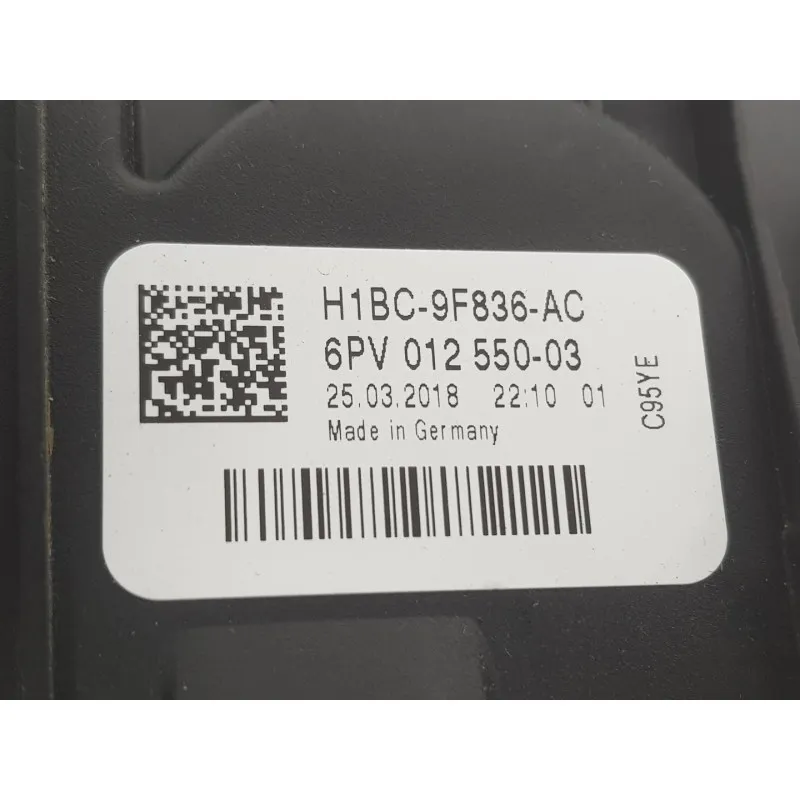 H1BC-9F836-AC
6PV 012 550-03
25.03.2018 22:10 01
Made in Germany
C95YE